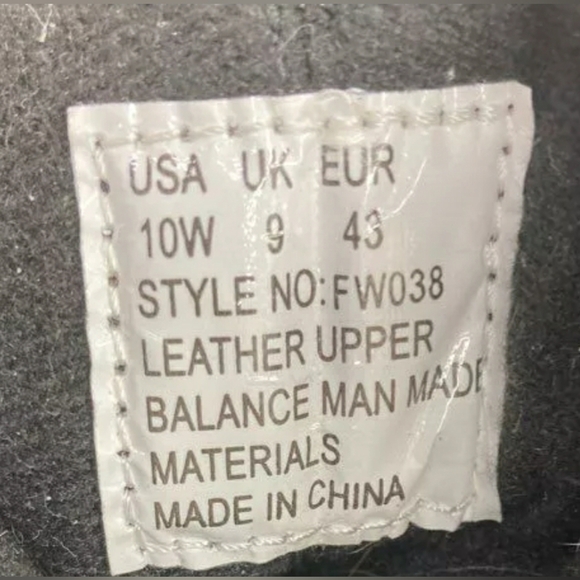 USA UK EUR
10W 9 43
STYLE NO: FW038
LEATHER UPPER
BALANCE MAN MADE
MATERIALS
MADE IN CHINA